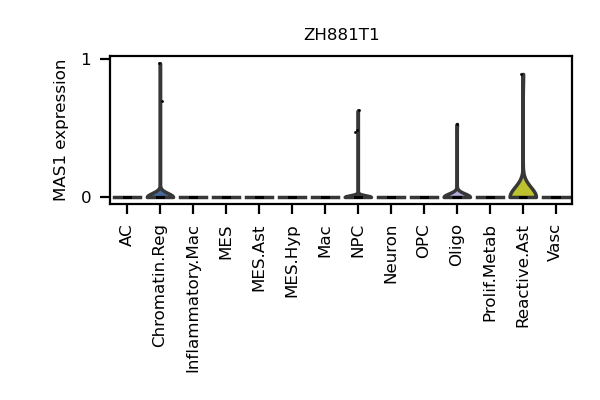 ZH881T1
MAS1 expression
1
0
AC
Chromatin.Reg
Inflammatory.Mac
MES
MES.Ast
MES.Hyp
Mac
NPC
Neuron
OPC
Oligo
Prolif.Metab
Reactive.Ast
Vasc